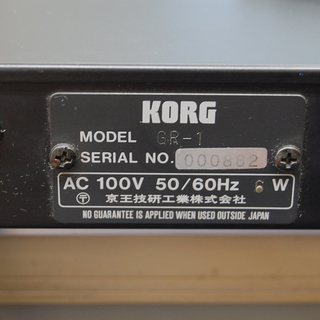 KORG
MODEL GR-1
SERIAL NO. 000882
AC 100V 50/60Hz 6 W
〒 京王技研工業株式会社
NO GUARANTEE IS APPLIED WHEN USED OUTSIDE JAPAN